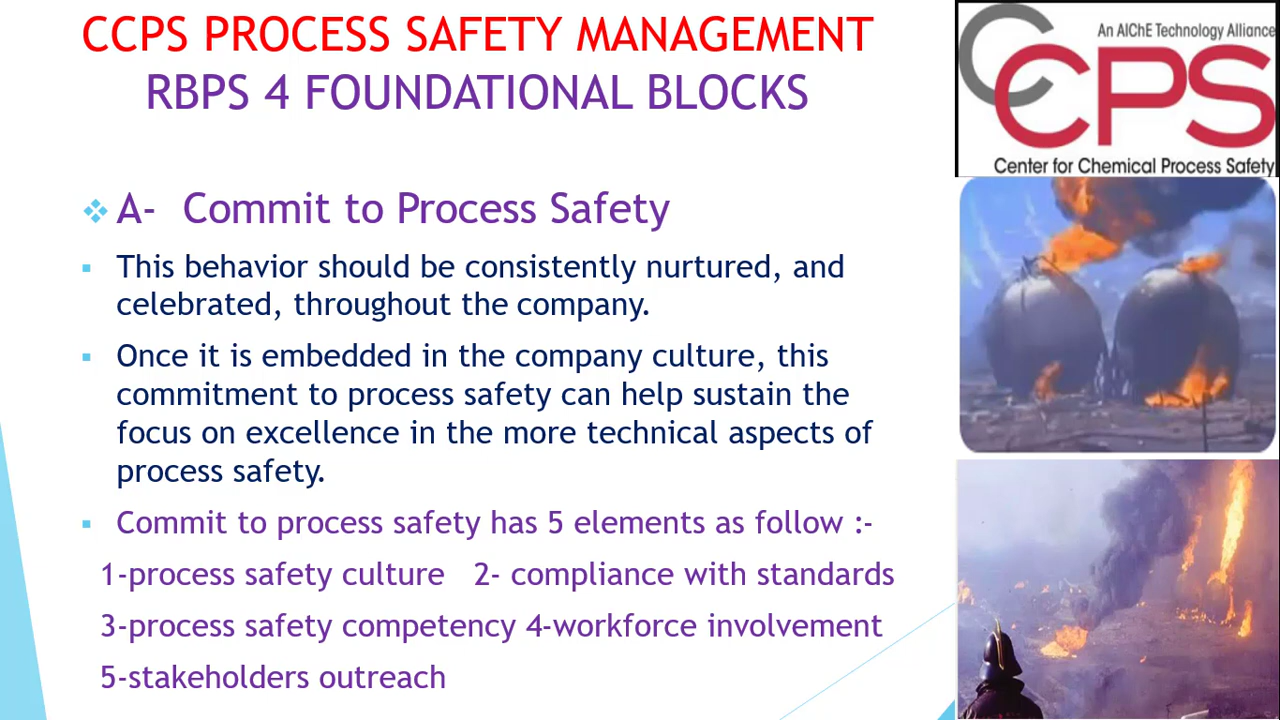 CCPS PROCESS SAFETY MANAGEMENT
RBPS 4 FOUNDATIONAL BLOCKS
An AIChE Technology Alliance
CCPS
Center for Chemical Process Safety
A- Commit to Process Safety
This behavior should be consistently nurtured, and
celebrated, throughout the company.
Once it is embedded in the company culture, this
commitment to process safety can help sustain the
focus on excellence in the more technical aspects of
process safety.
Commit to process safety has 5 elements as follow :-
1-process safety culture 2- compliance with standards
3-process safety competency 4-workforce involvement
5-stakeholders outreach